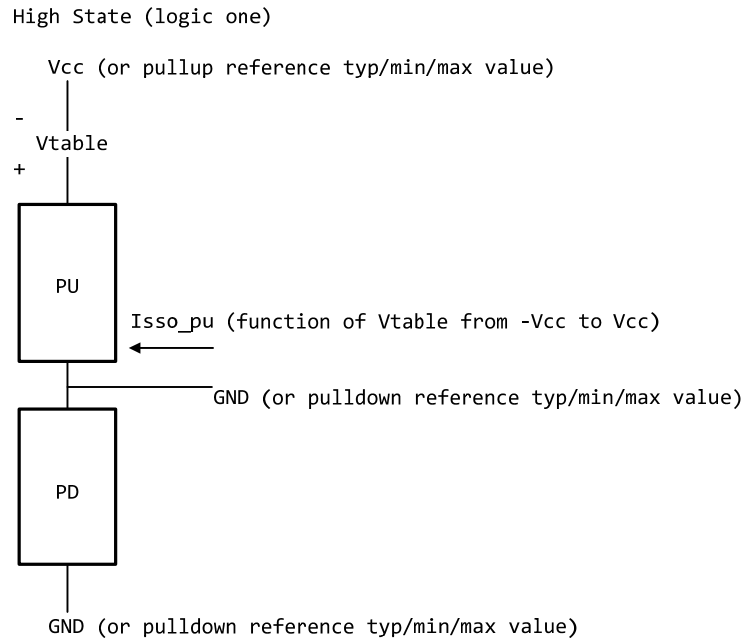 High State (logic one)
Vcc (or pullup reference typ/min/max value)
-
Vtable
+
PU
Isso_pu (function of Vtable from -Vcc to Vcc)
GND (or pulldown reference typ/min/max value)
PD
GND (or pulldown reference typ/min/max value)